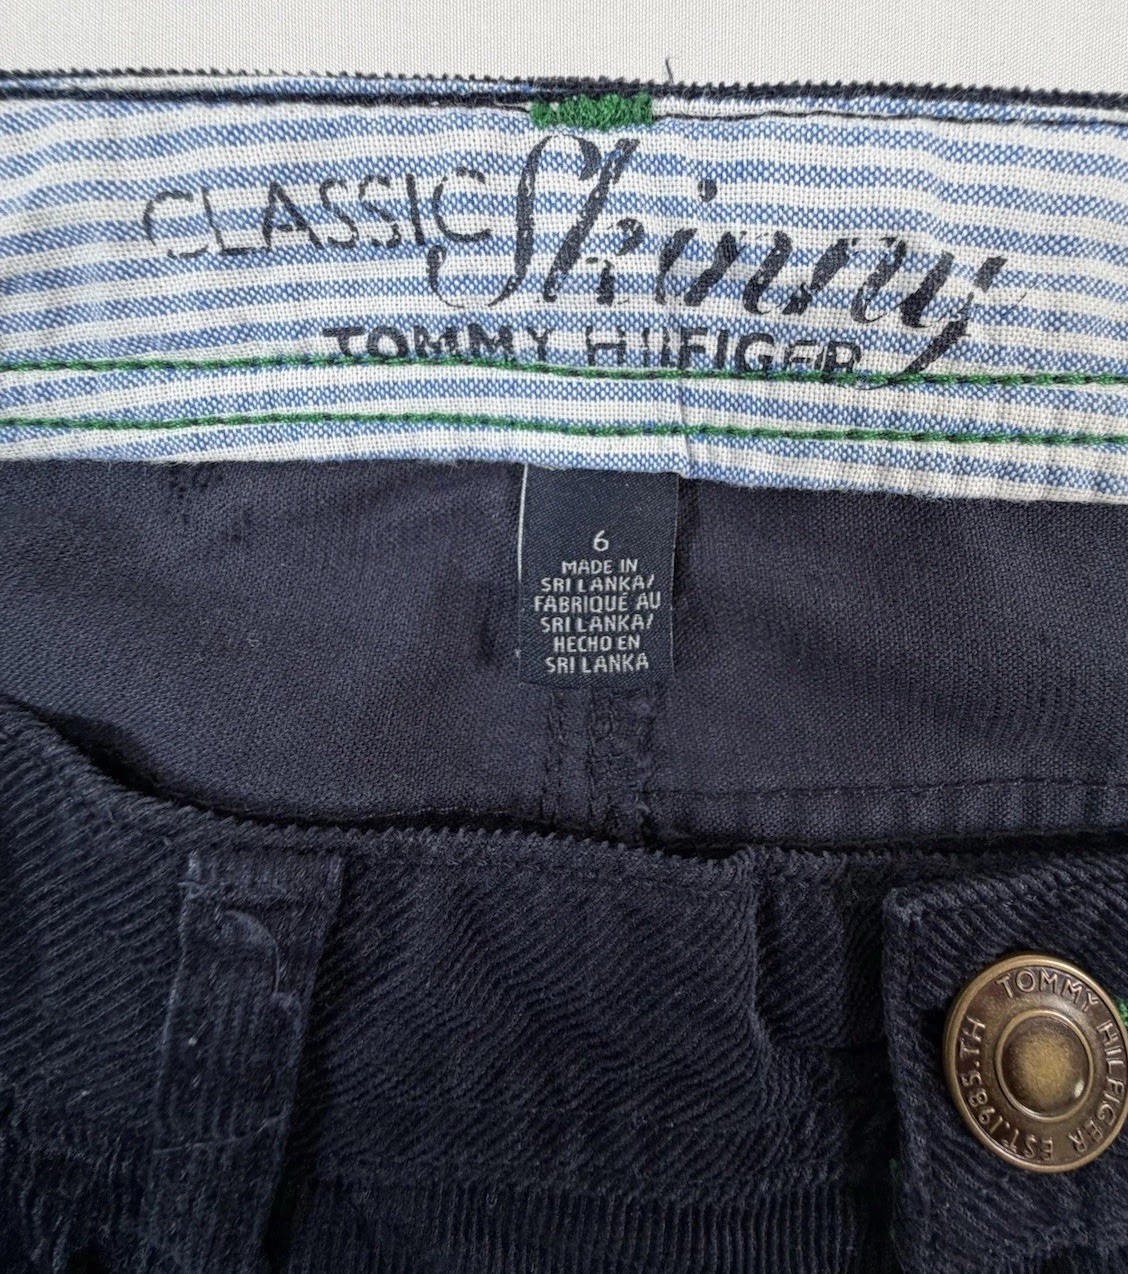 CLASSIC Skinny
TOMMY HILFIGER
6
MADE IN
SRI LANKA/
FABRIQUÉ AU
SRI LANKA/
HECHO EN
SRI LANKA
TOMMY HILFIGER EST.1985.TH